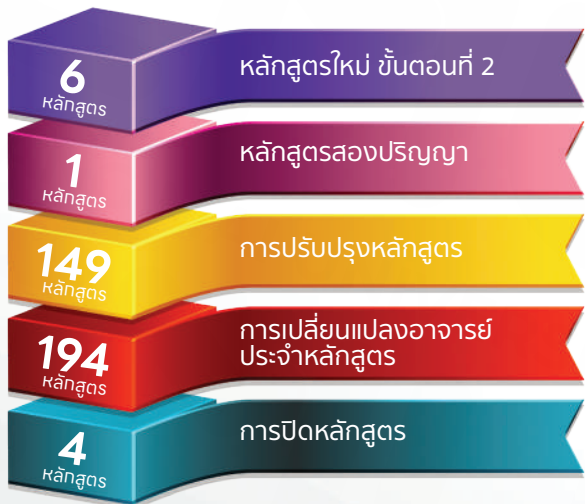 6
หลักสูตร
หลักสูตรใหม่ ขั้นตอนที่ 2
1
หลักสูตร
หลักสูตรสองปริญญา
149
หลักสูตร
การปรับปรุงหลักสูตร
194
หลักสูตร
การเปลี่ยนแปลงอาจารย์
ประจำหลักสูตร
4
หลักสูตร
การปิดหลักสูตร